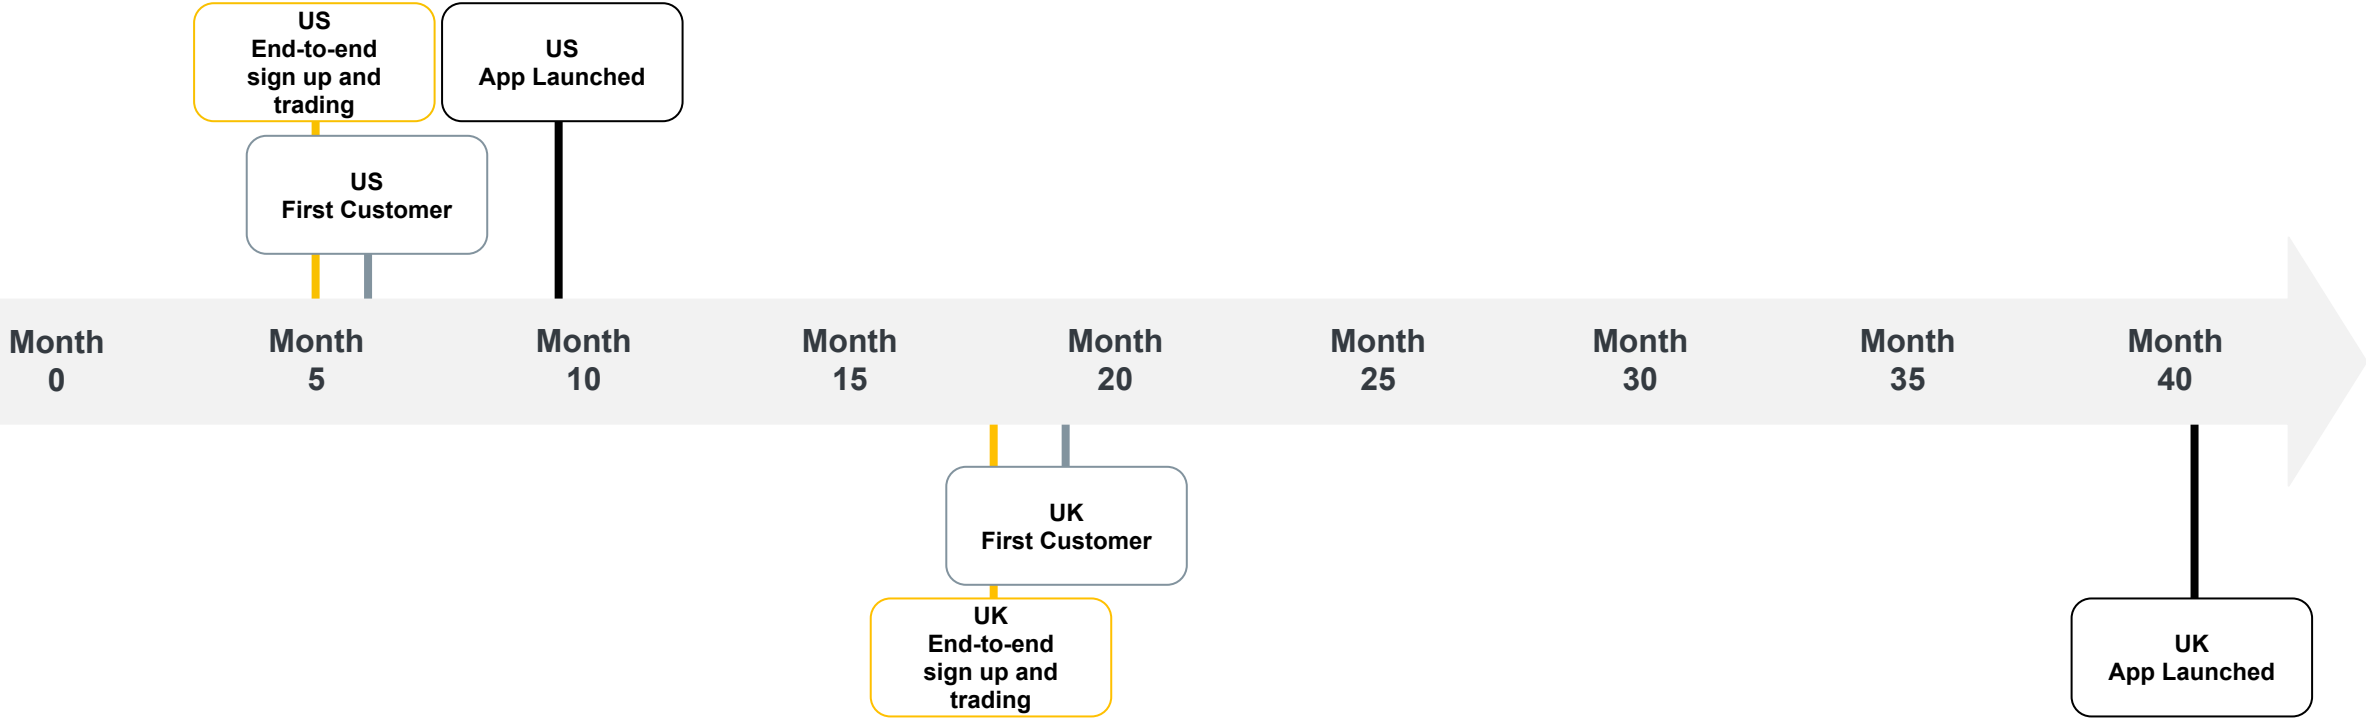 US
End-to-end
sign up and
trading
US
App Launched
US
First Customer
Month
0
Month
5
Month
10
Month
15
Month
20
Month
25
Month
30
Month
35
Month
40
UK
First Customer
UK
End-to-end
sign up and
trading
UK
App Launched